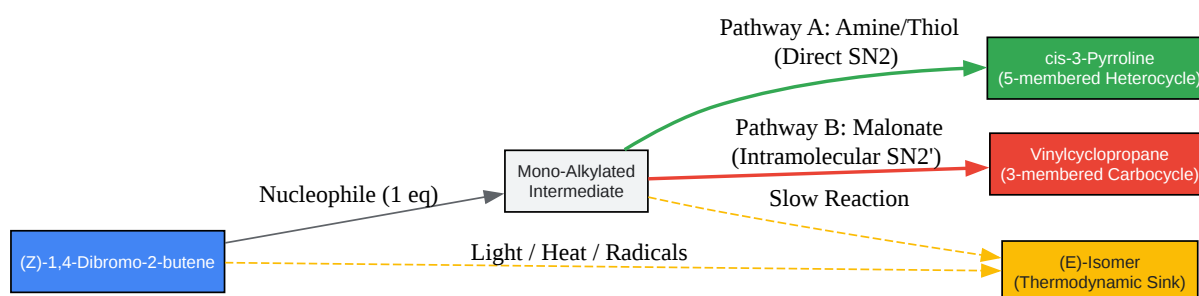 Pathway A: Amine/Thiol
(Direct SN2)
cis-3-Pyrroline
(5-membered Heterocycle)
Pathway B: Malonate
(Intramolecular SN2')
Vinylcyclopropane
(3-membered Carbocycle)
Mono-Alkylated
Intermediate
Nucleophile (1 eq)
Slow Reaction
(Z)-1,4-Dibromo-2-butene
Light / Heat / Radicals
(E)-Isomer
(Thermodynamic Sink)